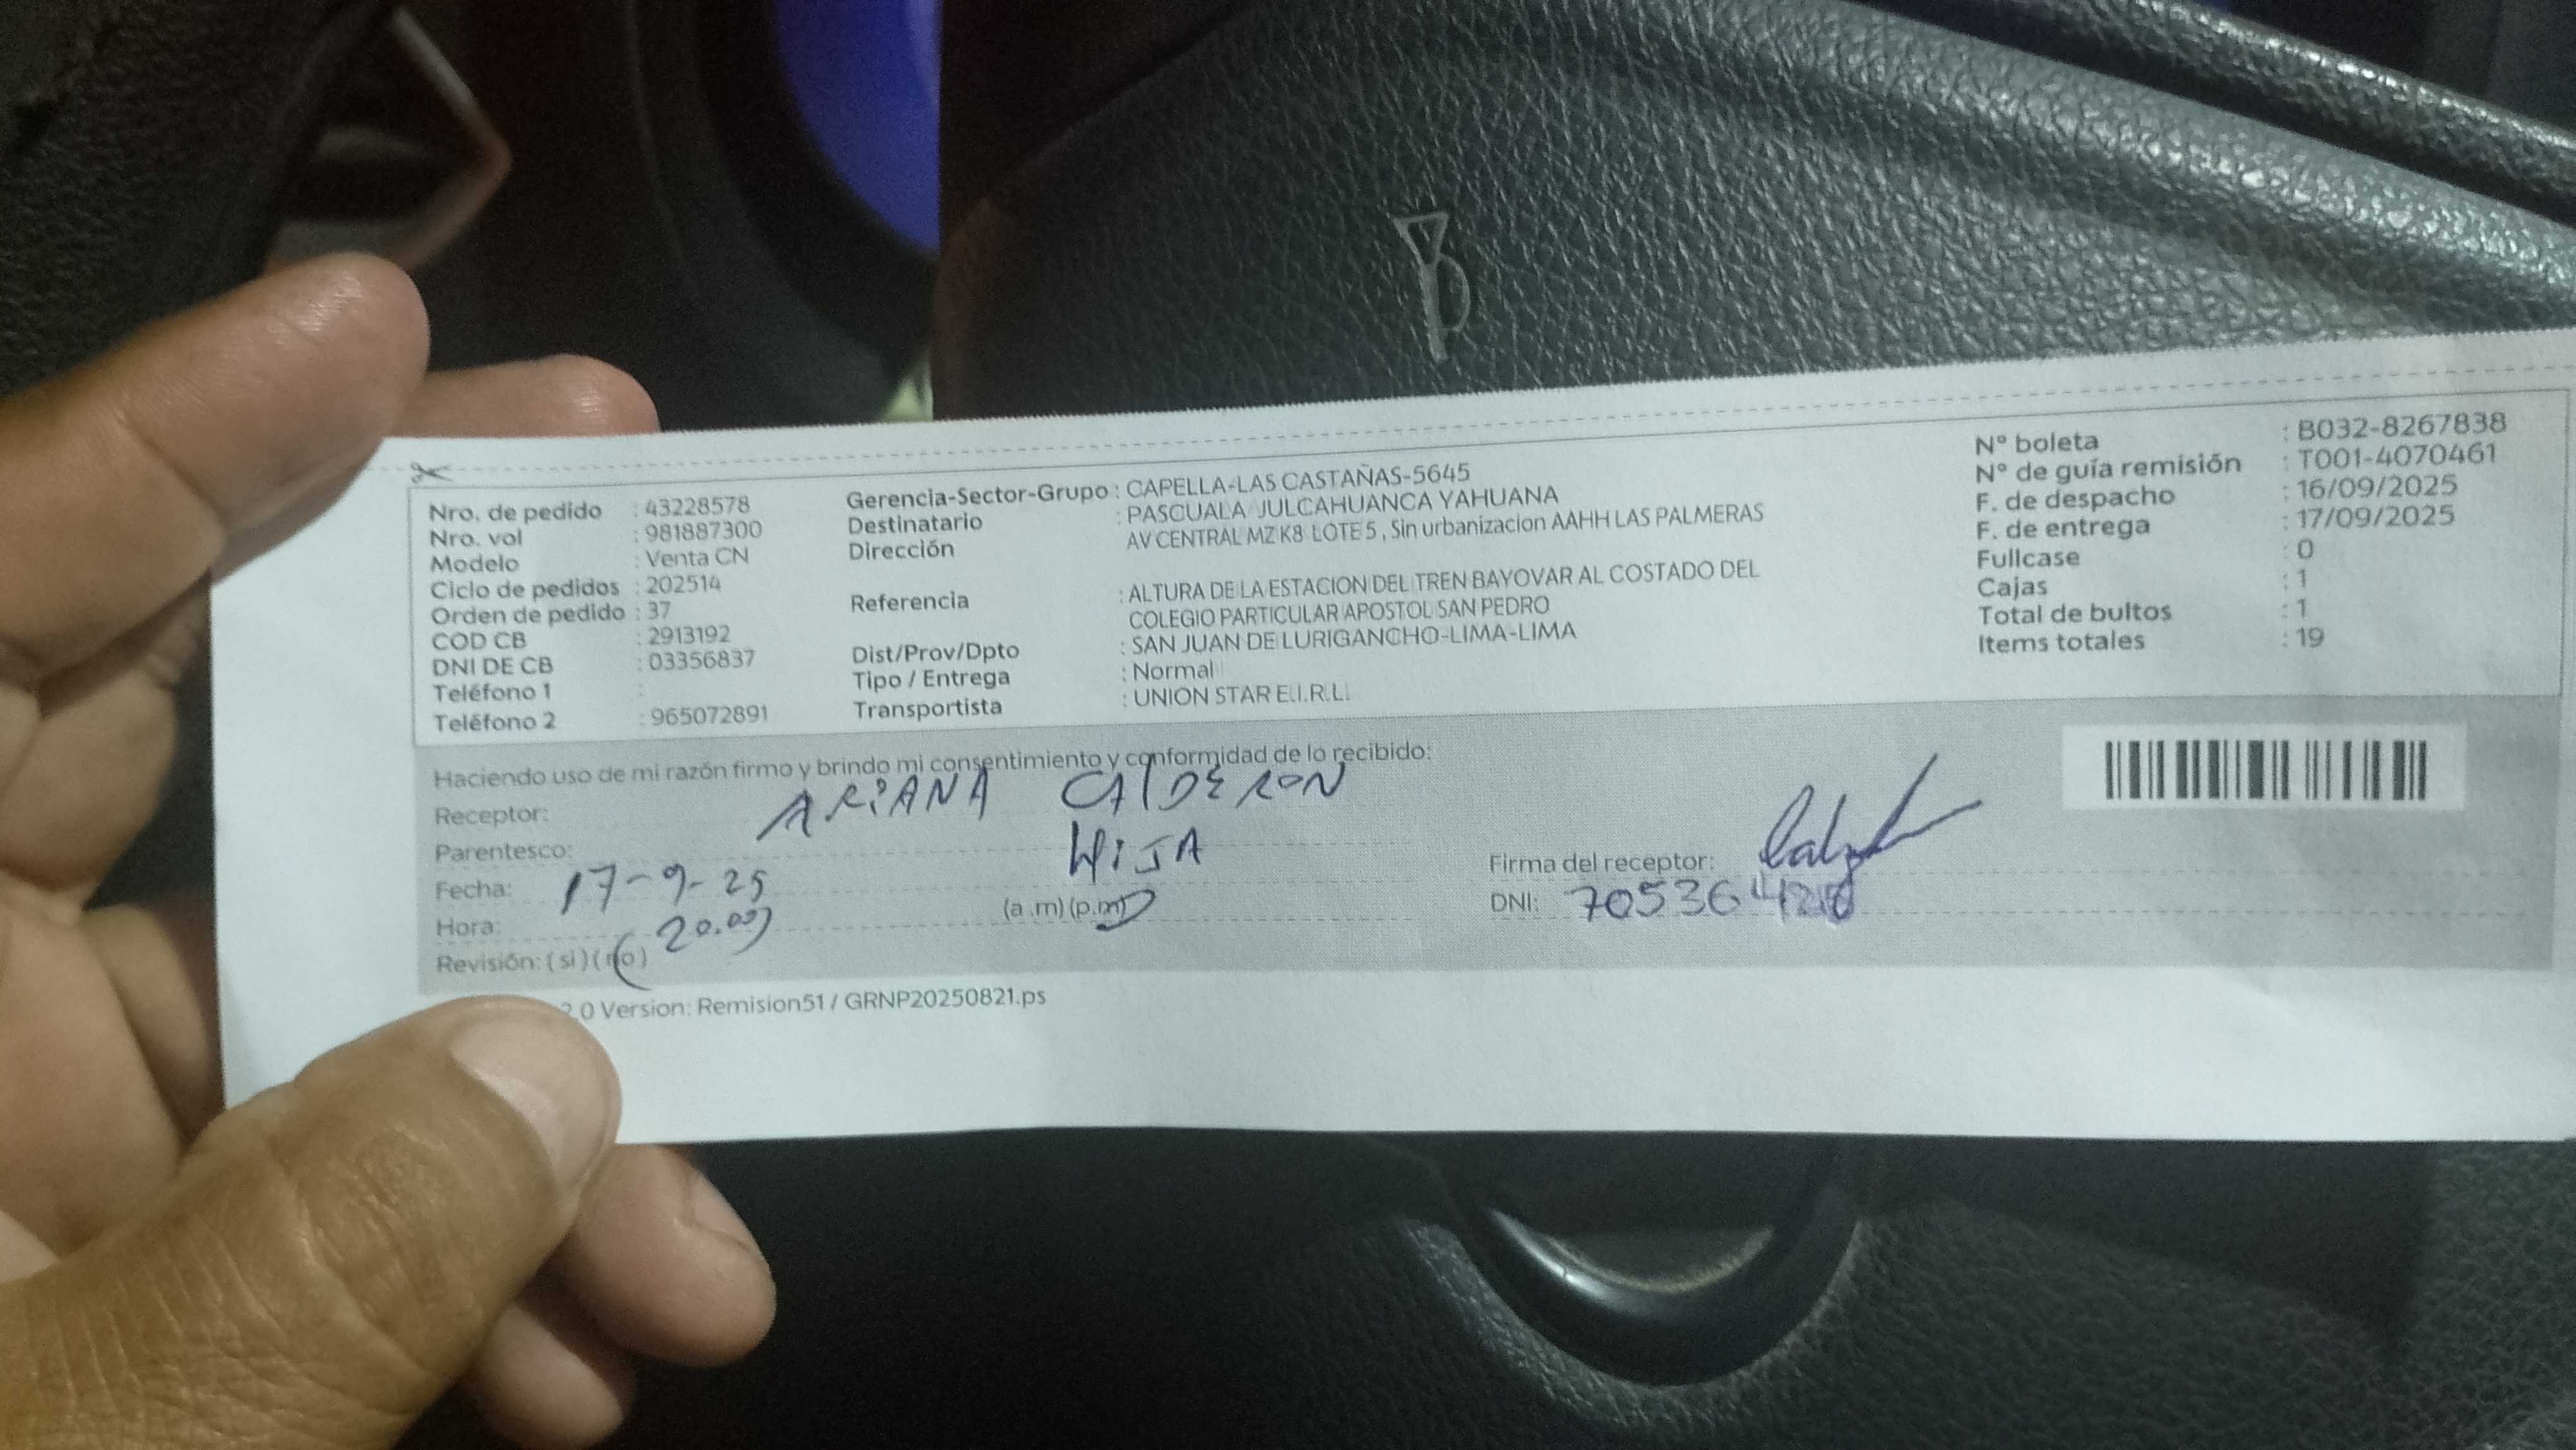 Nro. de pedido : 43228578
Nro. vol : 981887300
Modelo : Venta CN
Ciclo de pedidos : 202514
Orden de pedido : 37
COD CB : 2913192
DNI DE CB : 03356837
Teléfono 1 :
Teléfono 2 : 965072891
Gerencia-Sector-Grupo : CAPELLA-LAS CASTAÑAS-5645
Destinatario : PASCUALA JULCAHUANCA YAHUANA
Dirección AV CENTRAL MZ K8 LOTE 5 , Sin urbanizacion AAHH LAS PALMERAS
Referencia : ALTURA DE LA ESTACION DEL TREN BAYOVAR AL COSTADO DEL
COLEGIO PARTICULAR APOSTOL SAN PEDRO
Dist/Prov/Dpto : SAN JUAN DE LURIGANCHO-LIMA-LIMA
Tipo / Entrega : Normal
Transportista : UNION STAR E.I.R.L.
N° boleta : B032-8267838
N° de guía remisión : T001-4070461
F. de despacho : 16/09/2025
F. de entrega : 17/09/2025
Fullcase : 0
Cajas : 1
Total de bultos : 1
Items totales : 19
Haciendo uso de mi razón firmo y brindo mi consentimiento y conformidad de lo recibido:
Receptor: ARIANA CALDERON
Parentesco: HIJA
Fecha: 17-9-25
Hora: 20.00 (a .m) (p.m)
Revisión: ( si ) ( no )
Firma del receptor:
DNI:
2.0 Version: Remision51 / GRNP20250821.ps